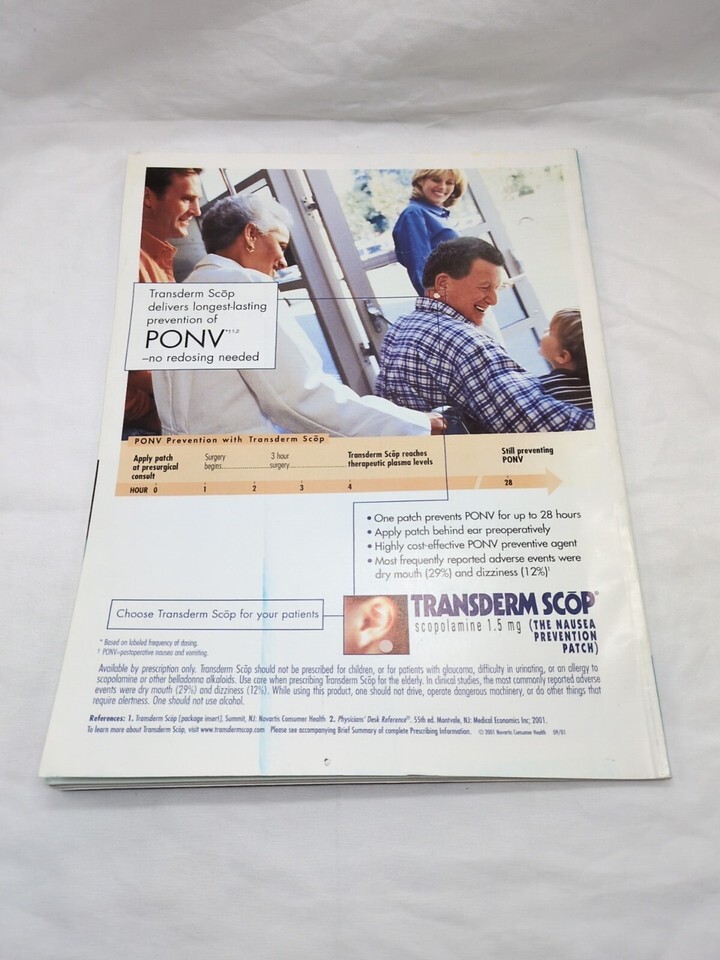 Transderm Scōp
delivers longest-lasting
prevention of
PONV*†1,2
–no redosing needed
PONV Prevention with Transderm Scōp
Apply patch
at presurgical
consult
Surgery
begins
3 hour
surgery
Transderm Scōp reaches
therapeutic plasma levels
Still preventing
PONV
HOUR 0 1 2 3 4 28
• One patch prevents PONV for up to 28 hours
• Apply patch behind ear preoperatively
• Highly cost-effective PONV preventive agent
• Most frequently reported adverse events were
dry mouth (29%) and dizziness (12%)¹
Choose Transderm Scōp for your patients
TRANSDERM SCŌP®
scopolamine 1.5 mg (THE NAUSEA
PREVENTION
PATCH)
* Based on labeled frequency of dosing.
† PONV=postoperative nausea and vomiting.
Available by prescription only. Transderm Scōp should not be prescribed for children, or for patients with glaucoma, difficulty in urinating, or an allergy to
scopolamine or other belladonna alkaloids. Use care when prescribing Transderm Scōp for the elderly. In clinical studies, the most commonly reported adverse
events were dry mouth (29%) and dizziness (12%). While using this product, one should not drive, operate dangerous machinery, or do other things that
require alertness. One should not use alcohol.
References: 1. Transderm Scōp [package insert]. Summit, NJ: Novartis Consumer Health 2. Physicians' Desk Reference®. 55th ed. Montvale, NJ: Medical Economics Inc; 2001.
To learn more about Transderm Scōp, visit www.transdermscop.com Please see accompanying Brief Summary of complete Prescribing Information. © 2001 Novartis Consumer Health 09/01